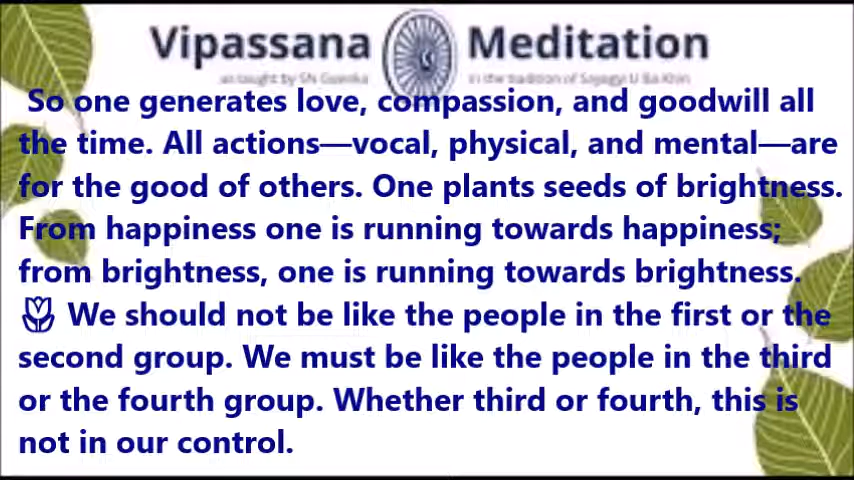 Vipassana Meditation
as taught by SN Goenka in the tradition of Sayagyi U Ba Khin
So one generates love, compassion, and goodwill all
the time. All actions—vocal, physical, and mental—are
for the good of others. One plants seeds of brightness.
From happiness one is running towards happiness;
from brightness, one is running towards brightness.
We should not be like the people in the first or the
second group. We must be like the people in the third
or the fourth group. Whether third or fourth, this is
not in our control.